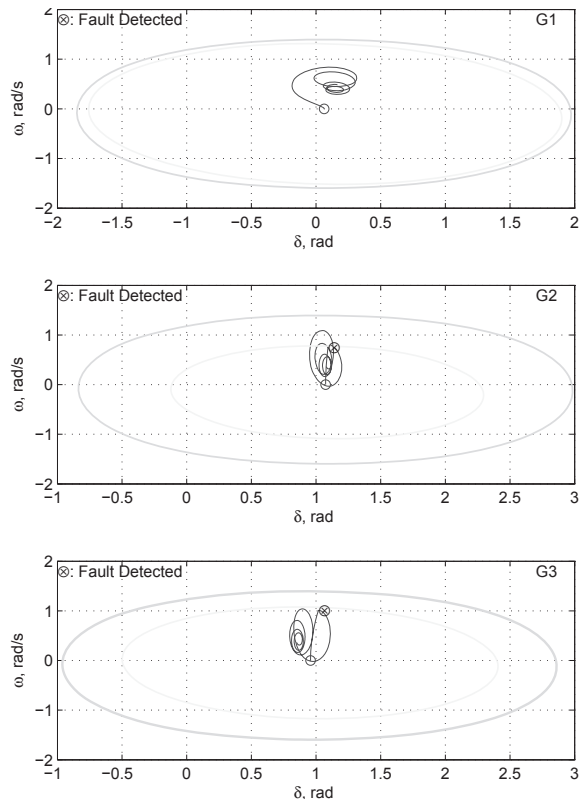 ⊗: Fault Detected G1
2
1
0
−1
−2
ω, rad/s
−2 −1.5 −1 −0.5 0 0.5 1 1.5 2
δ, rad
⊗: Fault Detected G2
2
1
0
−1
−2
ω, rad/s
−1 −0.5 0 0.5 1 1.5 2 2.5 3
δ, rad
⊗: Fault Detected G3
2
1
0
−1
−2
ω, rad/s
−1 −0.5 0 0.5 1 1.5 2 2.5 3
δ, rad